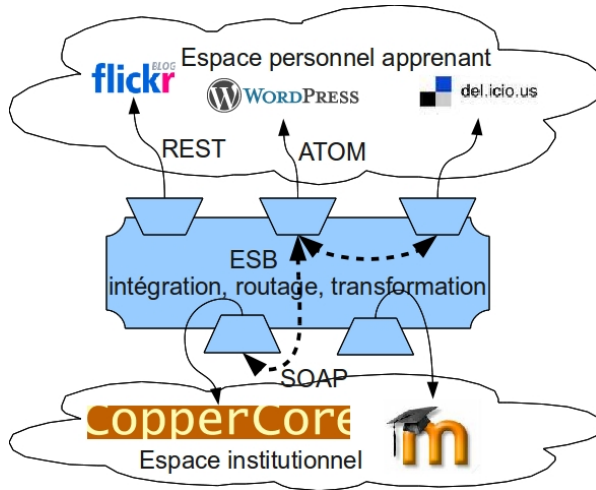 Espace personnel apprenant
BLOG
flickr
WORDPRESS
del.icio.us
REST
ATOM
ESB
intégration, routage, transformation
SOAP
CopperCore
m
Espace institutionnel